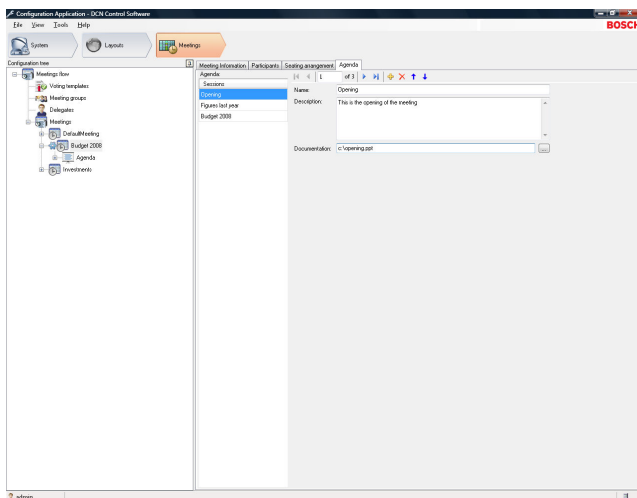 Configuration Application - DCN Control Software
File View Tools Help
BOSCH
System Layouts Meetings
Configuration tree
Meetings flow
Voting templates
Meeting groups
Delegates
Meetings
DefaultMeeting
Budget 2008
Agenda
Investments
Meeting Information Participants Seating arrangement Agenda
Agenda:
Sessions
Opening
Figures last year
Budget 2008
1 of 3
Name: Opening
Description: This is the opening of the meeting
Documentation: c:\opening.ppt ...
admin